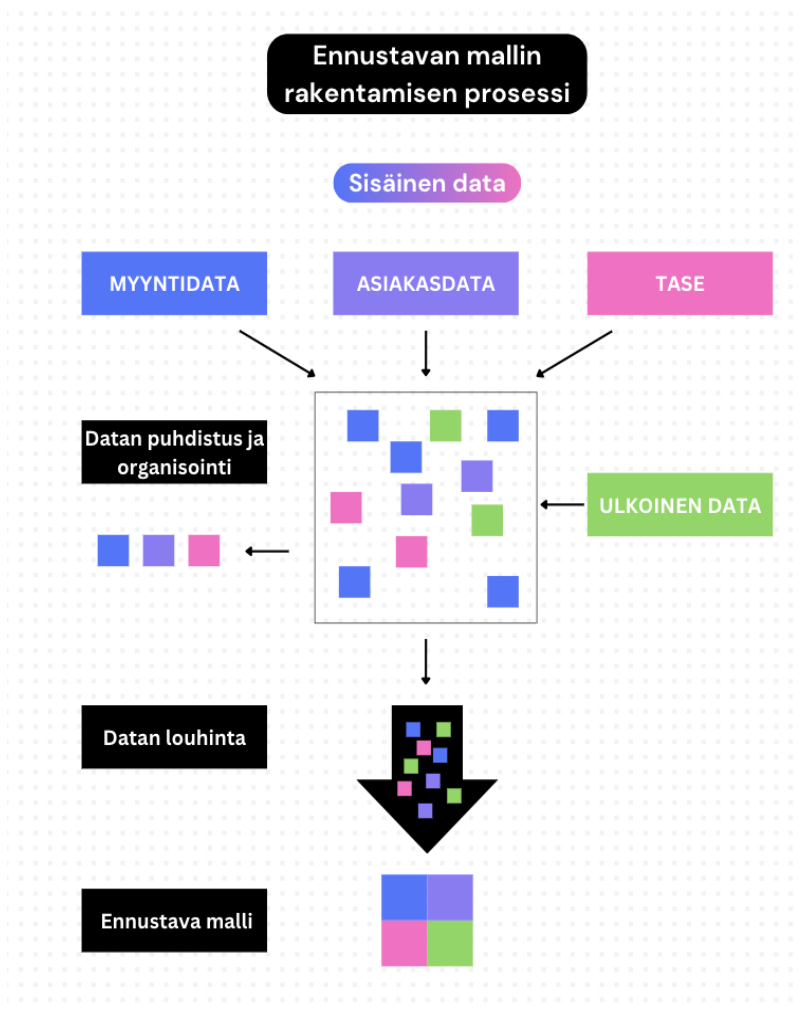 Ennustavan mallin
rakentamisen prosessi
Sisäinen data
MYYNTIDATA
ASIAKASDATA
TASE
Datan puhdistus ja
organisointi
ULKOINEN DATA
Datan louhinta
Ennustava malli